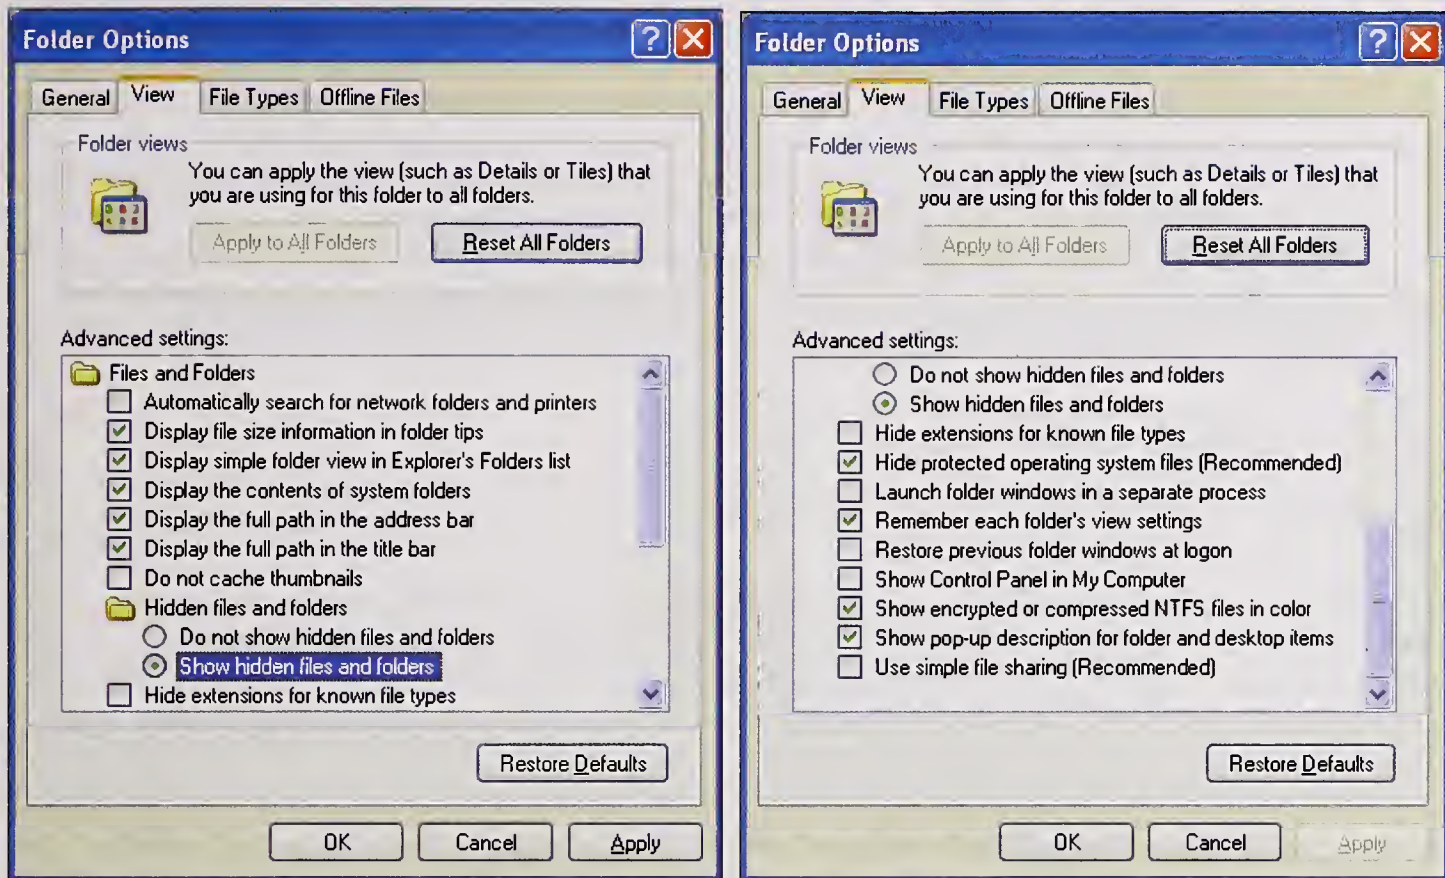 Folder Options
General View File Types Offline Files
Folder views
You can apply the view (such as Details or Tiles) that
you are using for this folder to all folders.
Apply to All Folders Reset All Folders
Advanced settings:
Files and Folders
Automatically search for network folders and printers
Display file size information in folder tips
Display simple folder view in Explorer's Folders list
Display the contents of system folders
Display the full path in the address bar
Display the full path in the title bar
Do not cache thumbnails
Hidden files and folders
Do not show hidden files and folders
Show hidden files and folders
Hide extensions for known file types
Restore Defaults
OK Cancel Apply
Folder Options
General View File Types Offline Files
Folder views
You can apply the view (such as Details or Tiles) that
you are using for this folder to all folders.
Apply to All Folders Reset All Folders
Advanced settings:
Do not show hidden files and folders
Show hidden files and folders
Hide extensions for known file types
Hide protected operating system files (Recommended)
Launch folder windows in a separate process
Remember each folder's view settings
Restore previous folder windows at logon
Show Control Panel in My Computer
Show encrypted or compressed NTFS files in color
Show pop-up description for folder and desktop items
Use simple file sharing (Recommended)
Restore Defaults
OK Cancel Apply